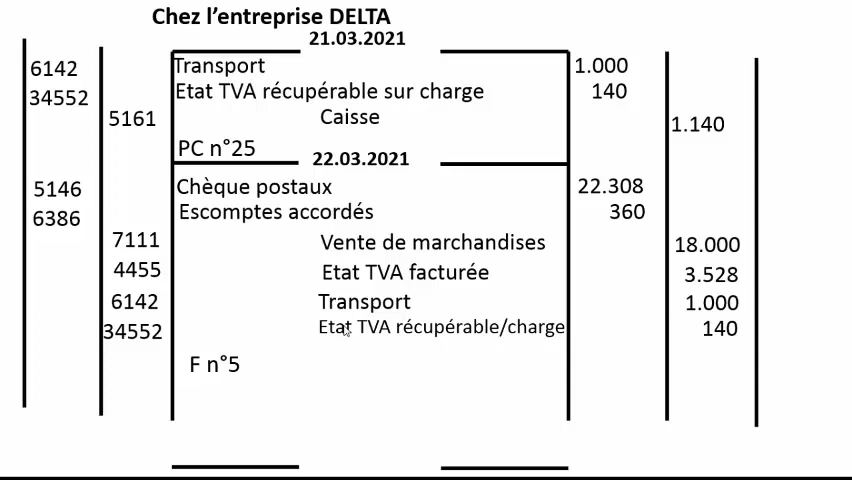 Chez l'entreprise DELTA
21.03.2021
6142 Transport 1.000
34552 Etat TVA récupérable sur charge 140
5161 Caisse 1.140
PC n°25
22.03.2021
5146 Chèque postaux 22.308
6386 Escomptes accordés 360
7111 Vente de marchandises 18.000
4455 Etat TVA facturée 3.528
6142 Transport 1.000
34552 Etat TVA récupérable/charge 140
F n°5